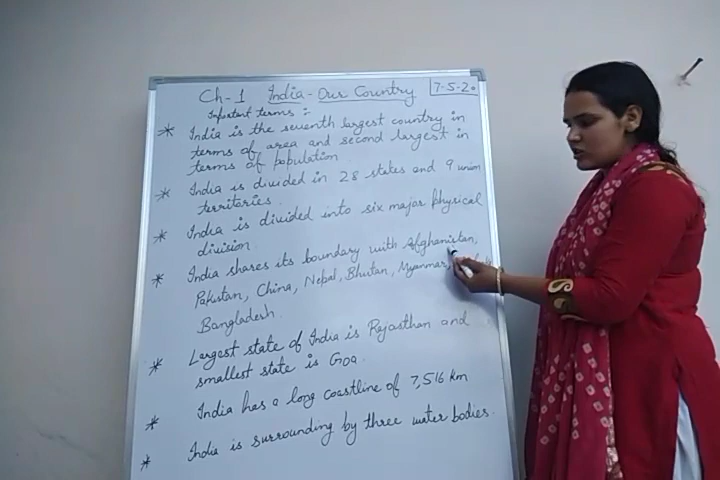 Ch-1 India - Our Country 7-5-20
Impotent terms :-
* India is the seventh largest country in
terms of area and second largest in
terms of population
* India is divided in 28 states and 9 union
territories.
* India is divided into six major physical
division
* India shares its boundary with Afghanistan,
Pakistan, China, Nepal, Bhutan, Myanmar,
Bangladesh.
* Largest state of India is Rajasthan and
smallest state is Goa.
* India has a long coastline of 7,516 km
* India is surrounding by three water bodies.